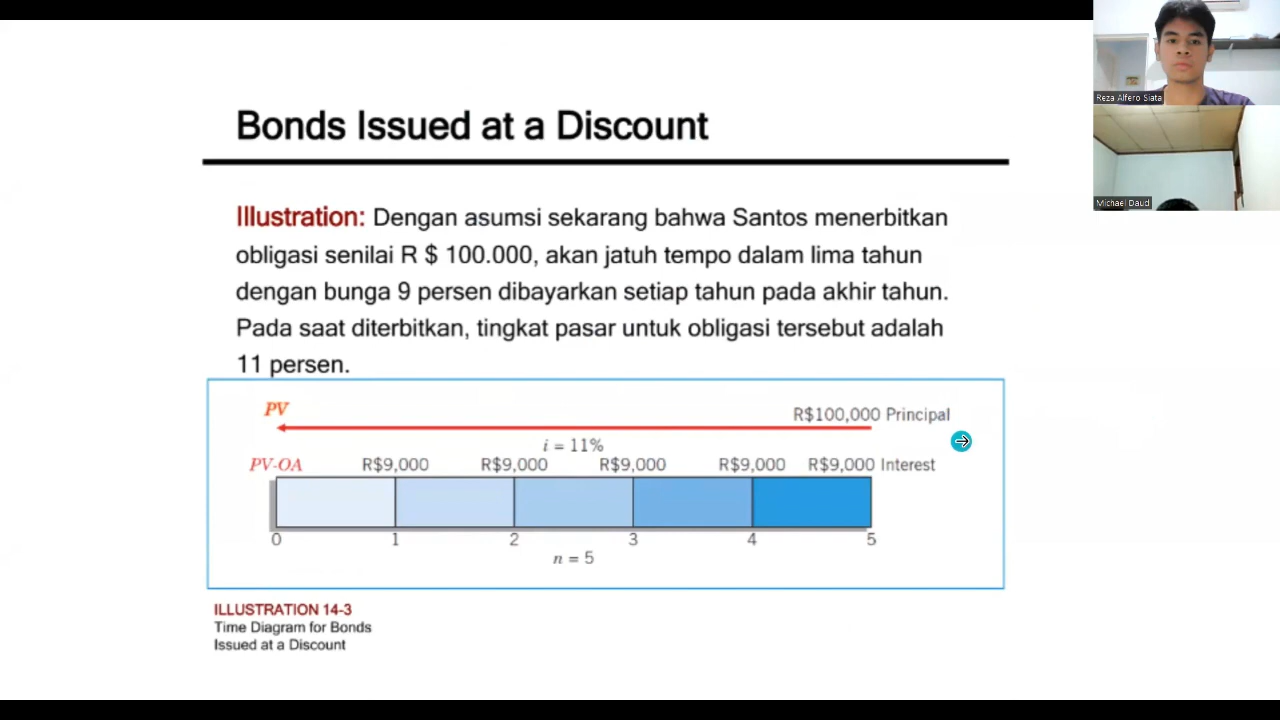 Bonds Issued at a Discount
Illustration: Dengan asumsi sekarang bahwa Santos menerbitkan
obligasi senilai R $ 100.000, akan jatuh tempo dalam lima tahun
dengan bunga 9 persen dibayarkan setiap tahun pada akhir tahun.
Pada saat diterbitkan, tingkat pasar untuk obligasi tersebut adalah
11 persen.
PV R$100,000 Principal
i = 11%
PV-OA R$9,000 R$9,000 R$9,000 R$9,000 R$9,000 Interest
0 1 2 3 4 5
n = 5
ILLUSTRATION 14-3
Time Diagram for Bonds
Issued at a Discount
Reza Alfero Siata
Michael Daud